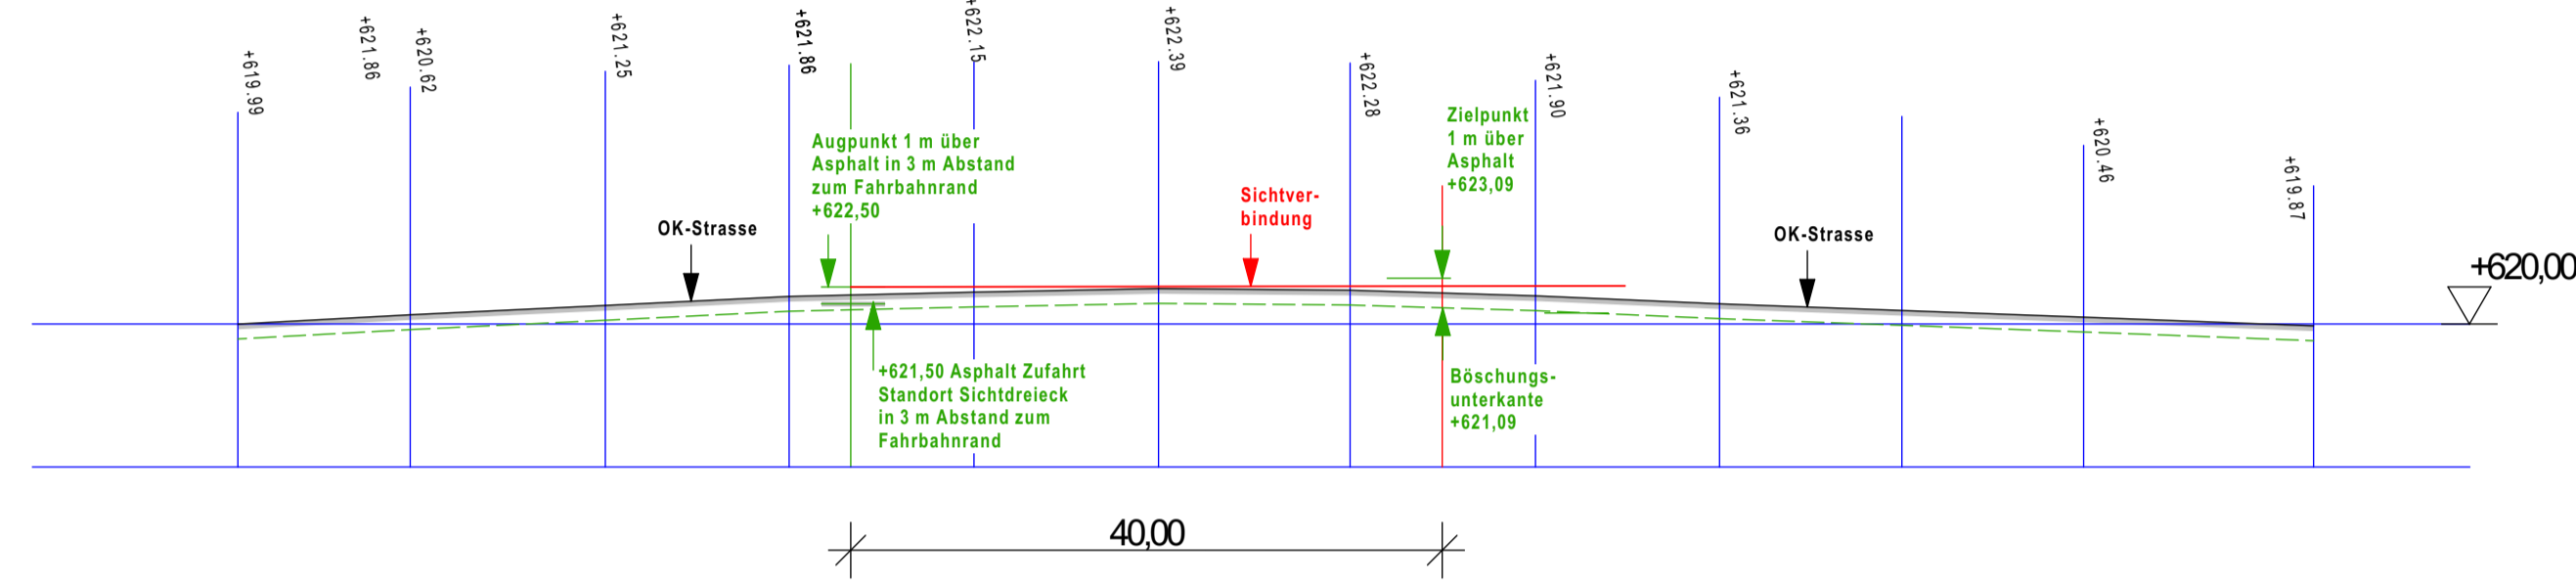 +619.99
+621.86
+620.62
+621.25
+621.86
+622.15
+622.39
+622.28
+621.90
+621.36
+620.46
+619.87
Augpunkt 1 m über
Asphalt in 3 m Abstand
zum Fahrbahnrand
+622,50
Zielpunkt
1 m über
Asphalt
+623,09
Sichtver-
bindung
OK-Strasse
OK-Strasse
+620,00
+621,50 Asphalt Zufahrt
Standort Sichtdreieck
in 3 m Abstand zum
Fahrbahnrand
Böschungs-
unterkante
+621,09
40,00